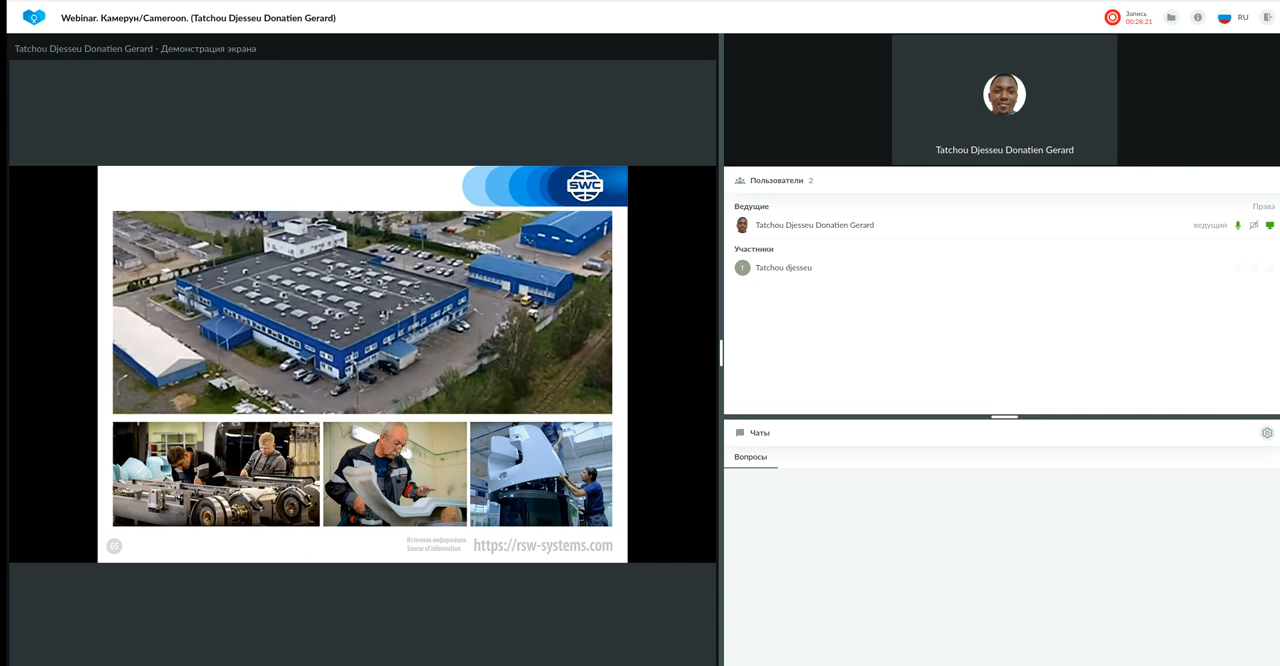 Webinar. Камерун/Cameroon. (Tatchou Djesseu Donatien Gerard)
Запись
00:28:21
RU
Tatchou Djesseu Donatien Gerard - Демонстрация экрана
SWC
65
Источник информации
Source of Information
https://rsw-systems.com
Tatchou Djesseu Donatien Gerard
Пользователи 2
Ведущие Права
Tatchou Djesseu Donatien Gerard ведущий
Участники
T Tatchou djesseu
Чаты
Вопросы